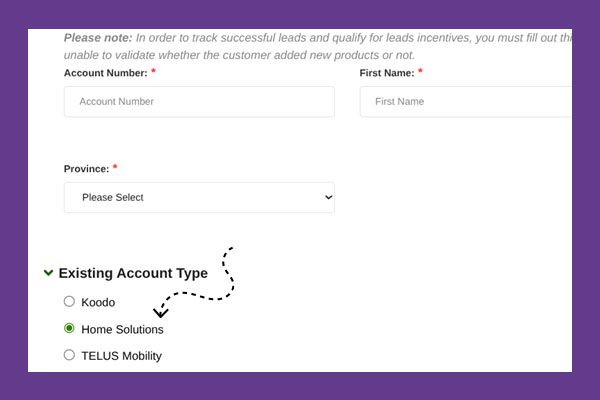 Please note: In order to track successful leads and qualify for leads incentives, you must fill out
unable to validate whether the customer added new products or not.
Account Number: * First Name: *
Account Number First Name
Province: *
Please Select
Existing Account Type
Koodo
Home Solutions
TELUS Mobility